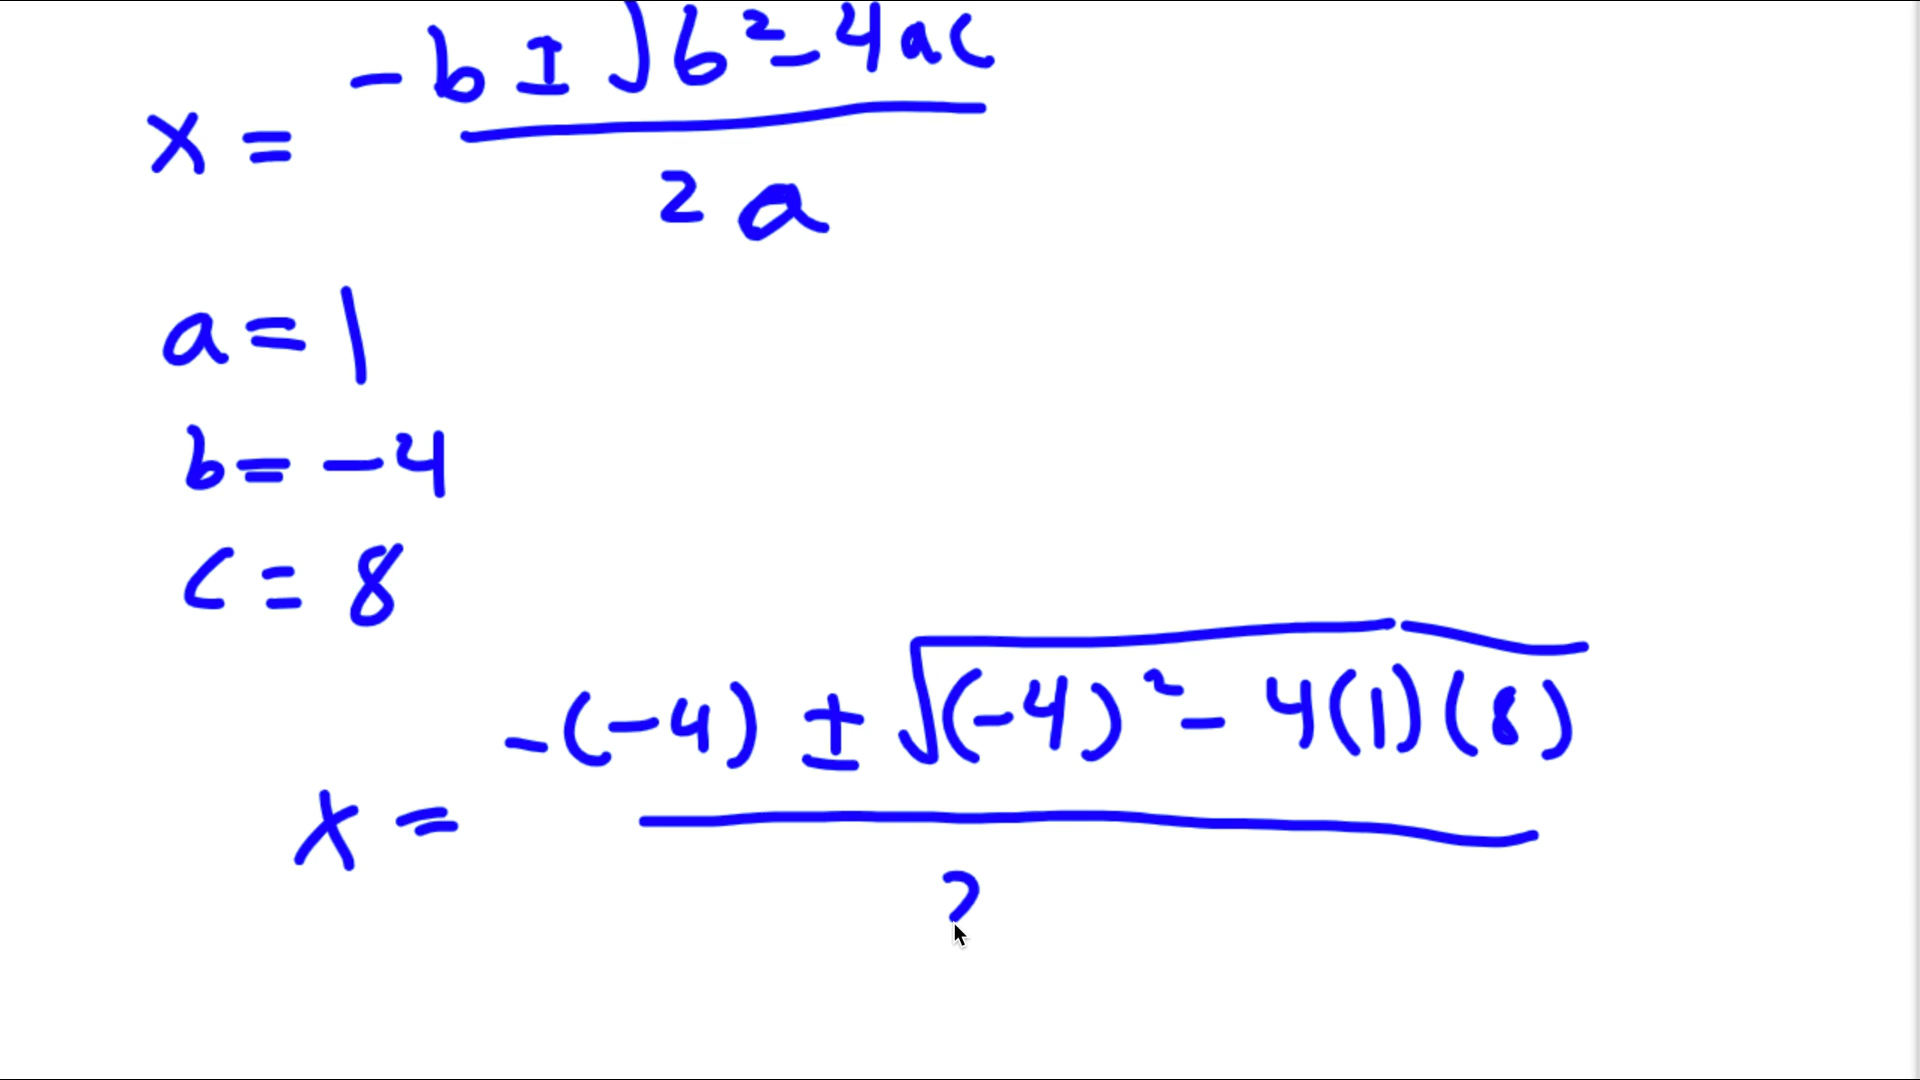 x = -b ± √b² - 4ac / 2a
a = 1
b = -4
c = 8
x = -(-4) ± √(-4)² - 4(1)(8) / 2